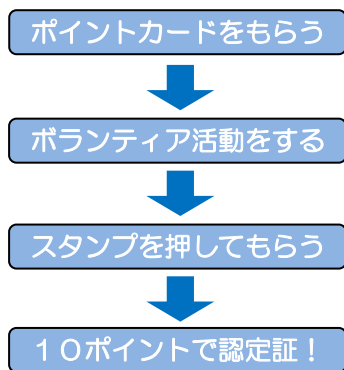 ポイントカードをもらう
ボランティア活動をする
スタンプを押してもらう
１０ポイントで認定証！